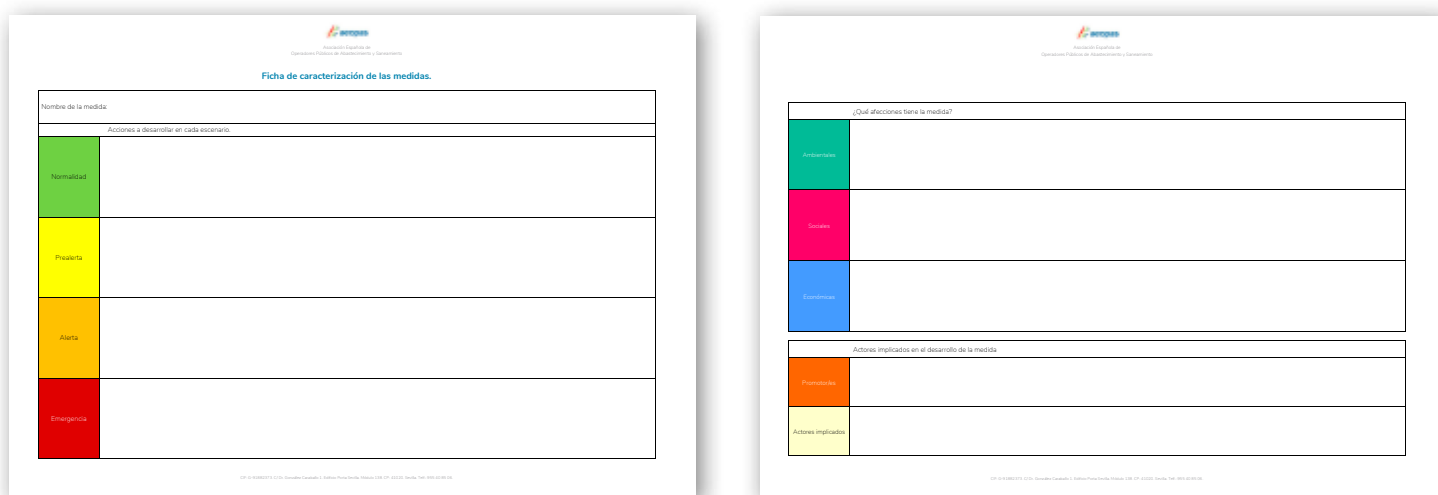 aeopas
Asociación Española de
Operadores Públicos de Abastecimiento y Saneamiento
Ficha de caracterización de las medidas.
Nombre de la medida:
Acciones a desarrollar en cada escenario.
Normalidad
Prealerta
Alerta
Emergencia
aeopas
Asociación Española de
Operadores Públicos de Abastecimiento y Saneamiento
¿Qué afecciones tiene la medida?
Ambientales
Sociales
Económicas
Actores implicados en el desarrollo de la medida
Promotor/es
Actores implicados